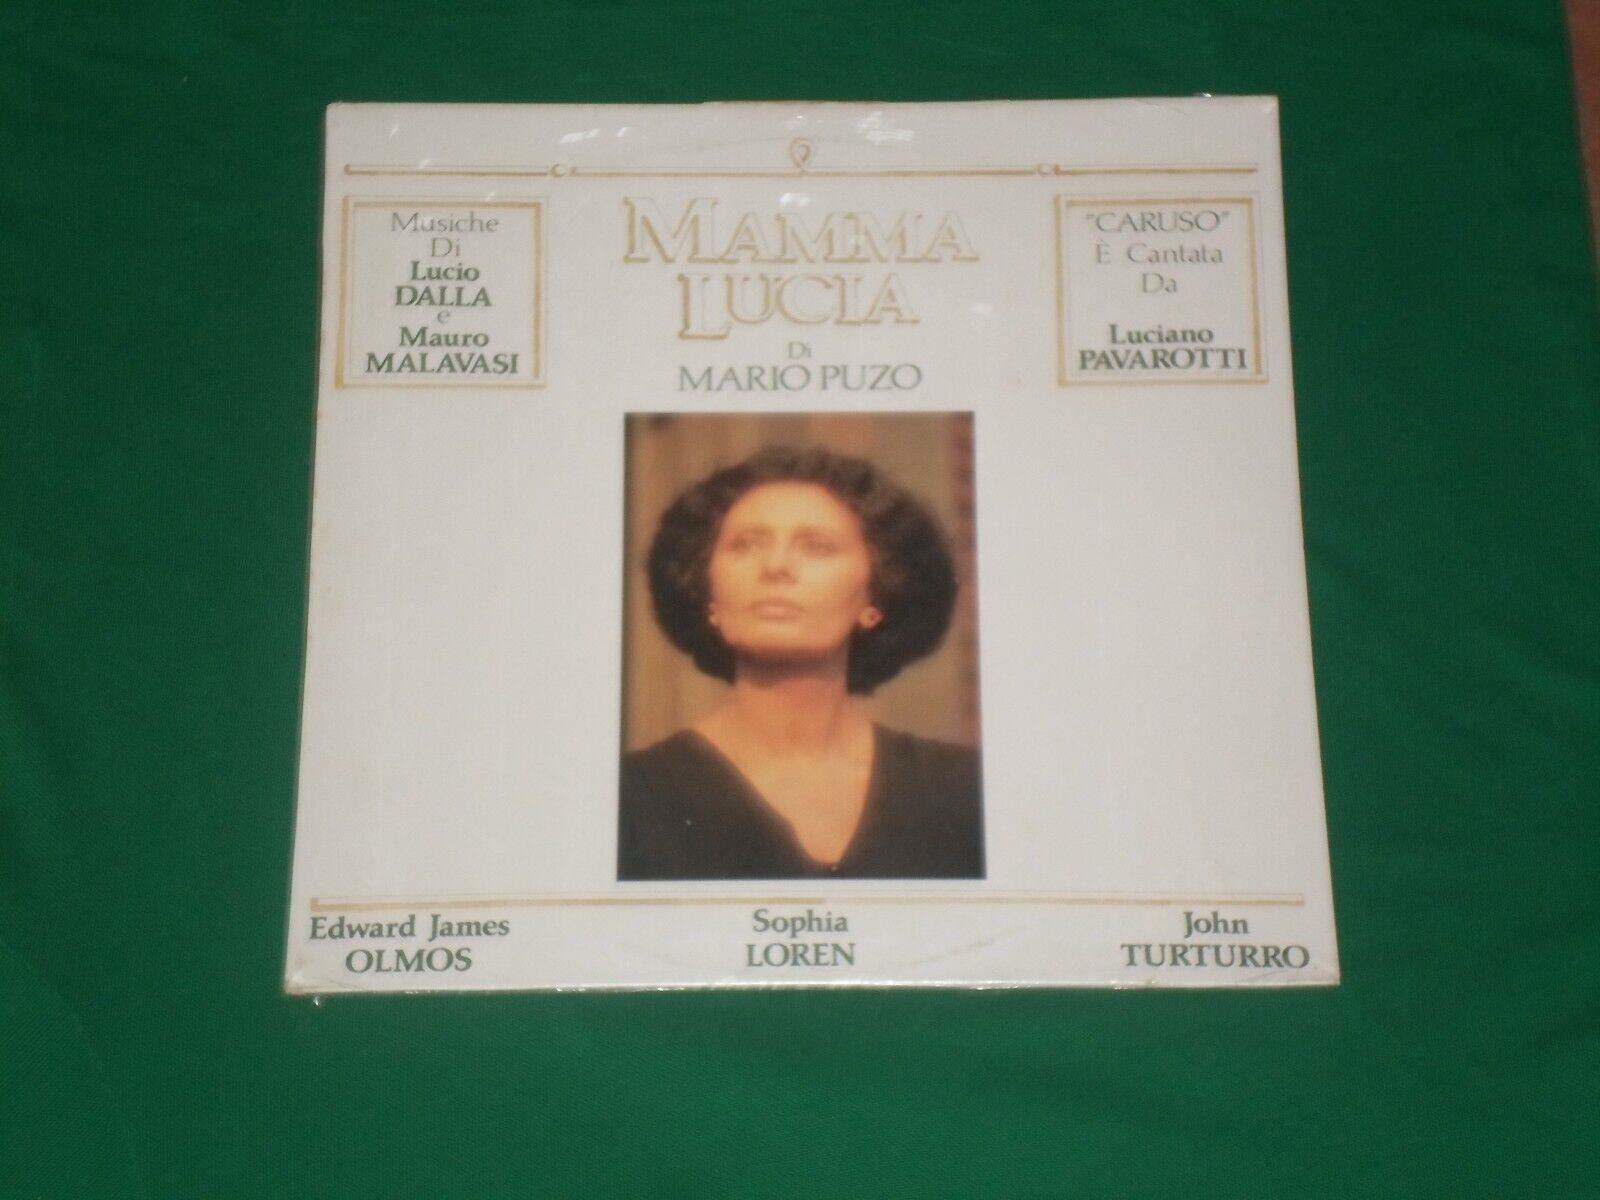 Musiche
Di
Lucio
DALLA
e
Mauro
MALAVASI
MAMMA
LUCIA
Di
MARIO PUZO
"CARUSO"
È Cantata
Da
Luciano
PAVAROTTI
Edward James
OLMOS
Sophia
LOREN
John
TURTURRO